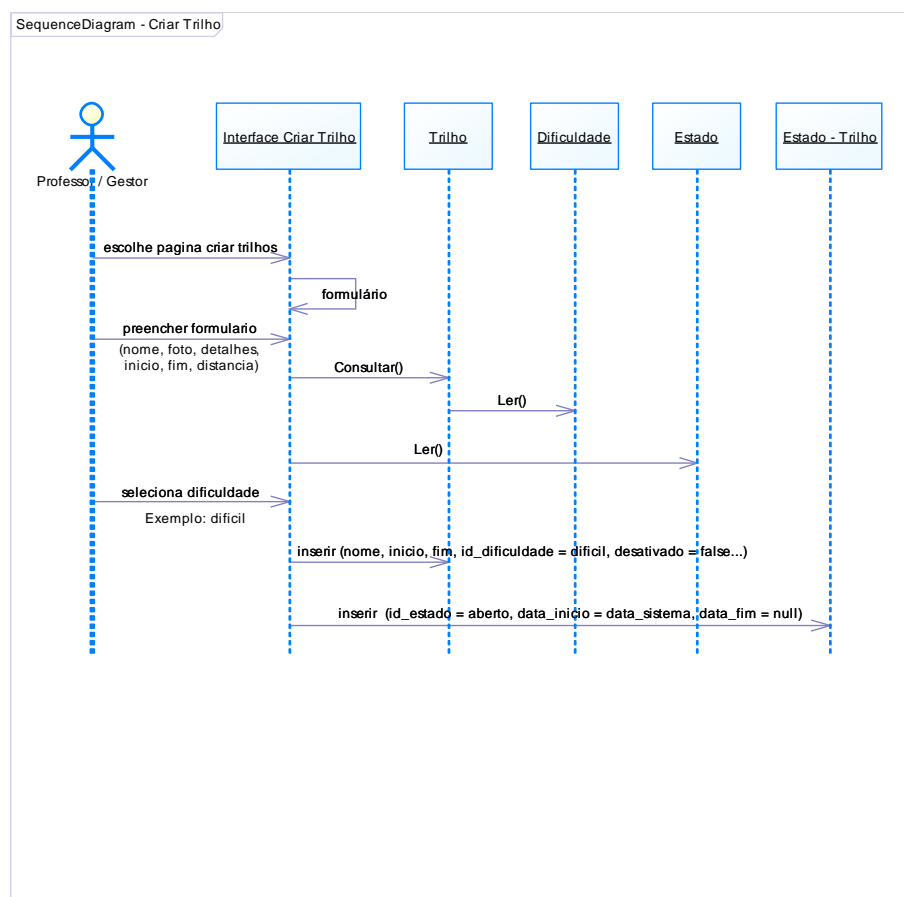 SequenceDiagram - Criar Trilho
Interface Criar Trilho
Trilho
Dificuldade
Estado
Estado - Trilho
Professor / Gestor
escolhe pagina criar trilhos
formulário
preencher formulario
(nome, foto, detalhes,
inicio, fim, distancia)
Consultar()
Ler()
Ler()
seleciona dificuldade
Exemplo: dificil
inserir (nome, inicio, fim, id_dificuldade = dificil, desativado = false...)
inserir (id_estado = aberto, data_inicio = data_sistema, data_fim = null)